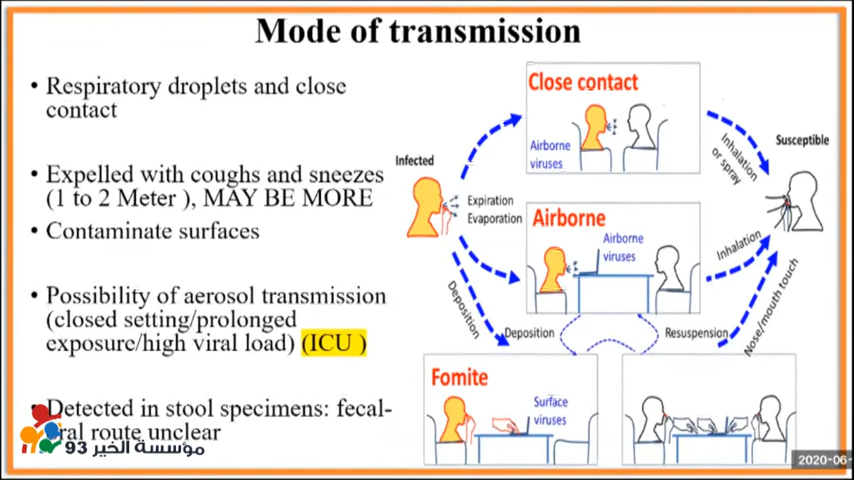 Mode of transmission
• Respiratory droplets and close
contact
• Expelled with coughs and sneezes
(1 to 2 Meter ), MAY BE MORE
• Contaminate surfaces
• Possibility of aerosol transmission
(closed setting/prolonged
exposure/high viral load) (ICU )
Detected in stool specimens: fecal-
route unclear
مؤسسة الخير 93
Close contact
Airborne
viruses
Infected
Expiration
Evaporation
Inhalation
or spray
Susceptible
Airborne
Airborne
viruses
Inhalation
Deposition
Deposition
Resuspension
Nose/mouth touch
Fomite
Surface
viruses
2020-06-